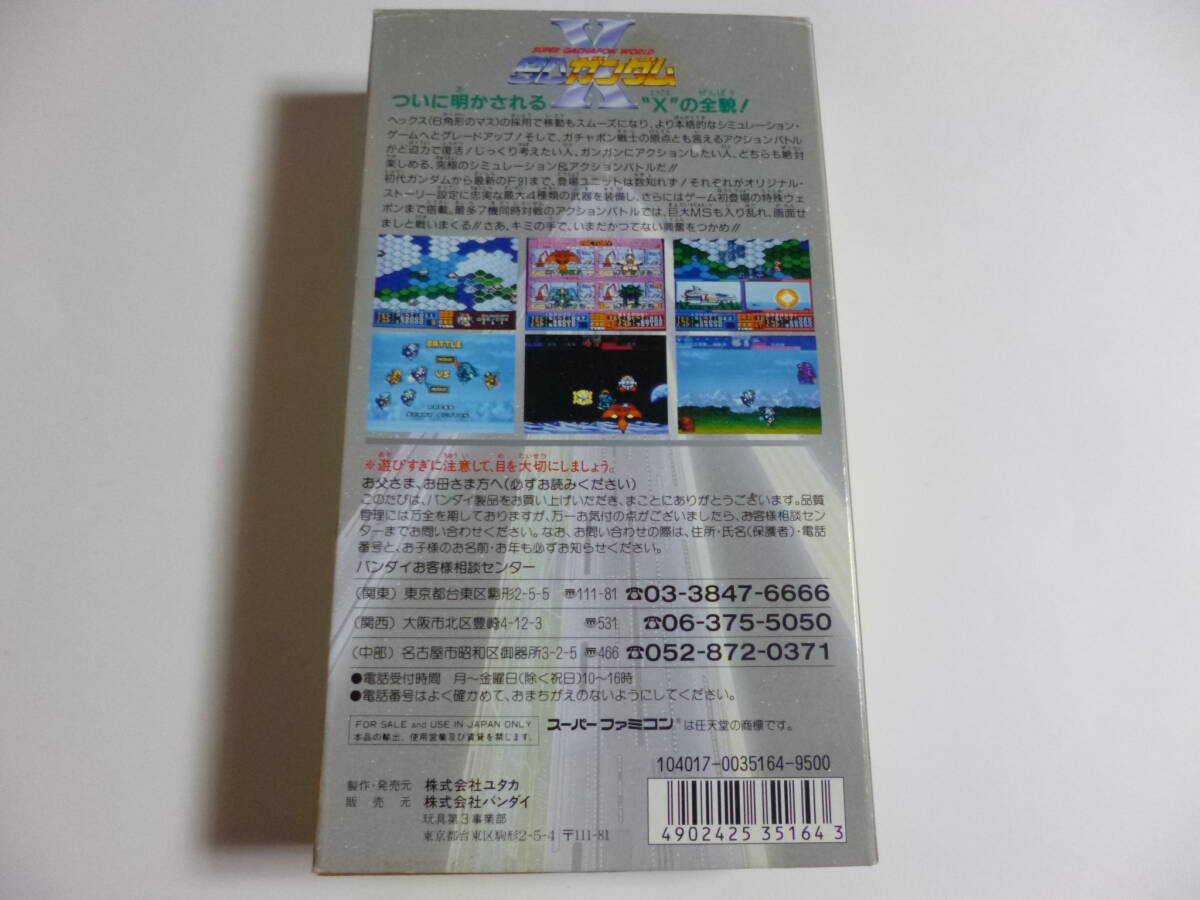 SUPER GACHAPON WORLD
SDガンダム
X
ついに明かされる "X"の全貌!
ヘックス(6角形のマス)の採用で移動もスムーズになり、より本格的なシミュレーション・
ゲームへとグレードアップ!そして、ガチャポン戦士の原点とも言えるアクションバトル
がど迫力で復活!じっくり考えたい人、ガンガンにアクションしたい人、どちらも絶対
楽しめる、究極のシミュレーション&アクションバトルだ!!
初代ガンダムから最新のF91まで、登場ユニットは数知れず!それぞれがオリジナル・
ストーリー設定に忠実な最大4種類の武器を装備し、さらにはゲーム初登場の特殊ウェ
ポンまで搭載。最多7機同時対戦のアクションバトルでは、巨大MSも入り乱れ、画面せ
ましと戦いまくる!!さあ、キミの手で、いまだかつてない興奮をつかめ!!
FACTORY
BATTLE
VS
※遊びすぎに注意して、目を大切にしましょう。
お父さま、お母さま方へ(必ずお読みください)
このたびは、バンダイ製品をお買い上げいただき、まことにありがとうございます。品質
管理には万全を期しておりますが、万一お気付の点がございましたら、お客様相談セン
ターまでお問い合わせください。なお、お問い合わせの際は、住所・氏名(保護者)・電話
番号と、お子様のお名前・お年も必ずお知らせください。
バンダイお客様相談センター
(関東) 東京都台東区駒形2-5-5 〠111-81 ☎03-3847-6666
(関西) 大阪市北区豊崎4-12-3 〠531 ☎06-375-5050
(中部) 名古屋市昭和区御器所3-2-5 〠466 ☎052-872-0371
●電話受付時間 月〜金曜日(除く祝日)10〜16時
●電話番号はよく確かめて、おまちがえのないようにしてください。
FOR SALE and USE IN JAPAN ONLY
本品の輸出、使用営業及び賃貸を禁じます。
スーパーファミコン®は任天堂の商標です。
104017-0035164-9500
製作・発売元 株式会社ユタカ
販売元 株式会社バンダイ
玩具第3事業部
東京都台東区駒形2-5-4 〒111-81
4902425351643